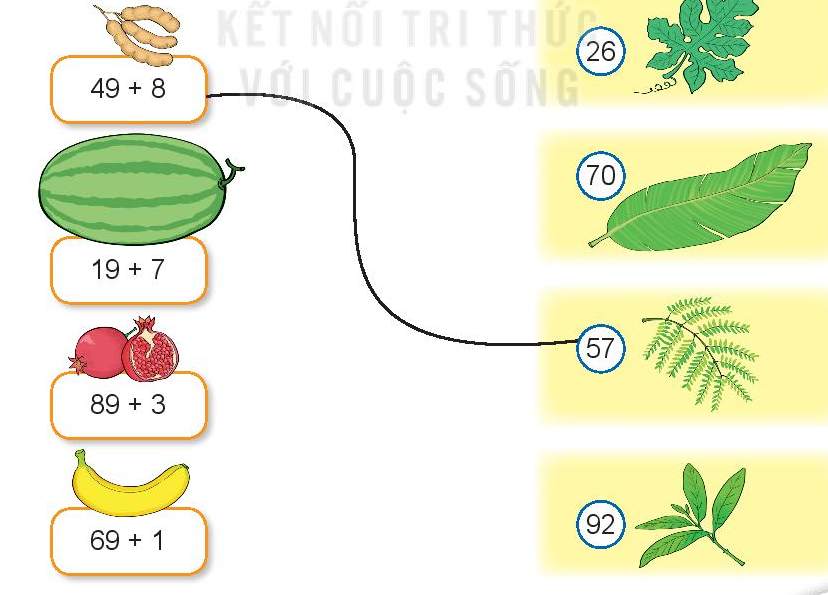 KẾT NỐI TRI THỨC
VỚI CUỘC SỐNG
49 + 8
26
19 + 7
70
89 + 3
57
69 + 1
92